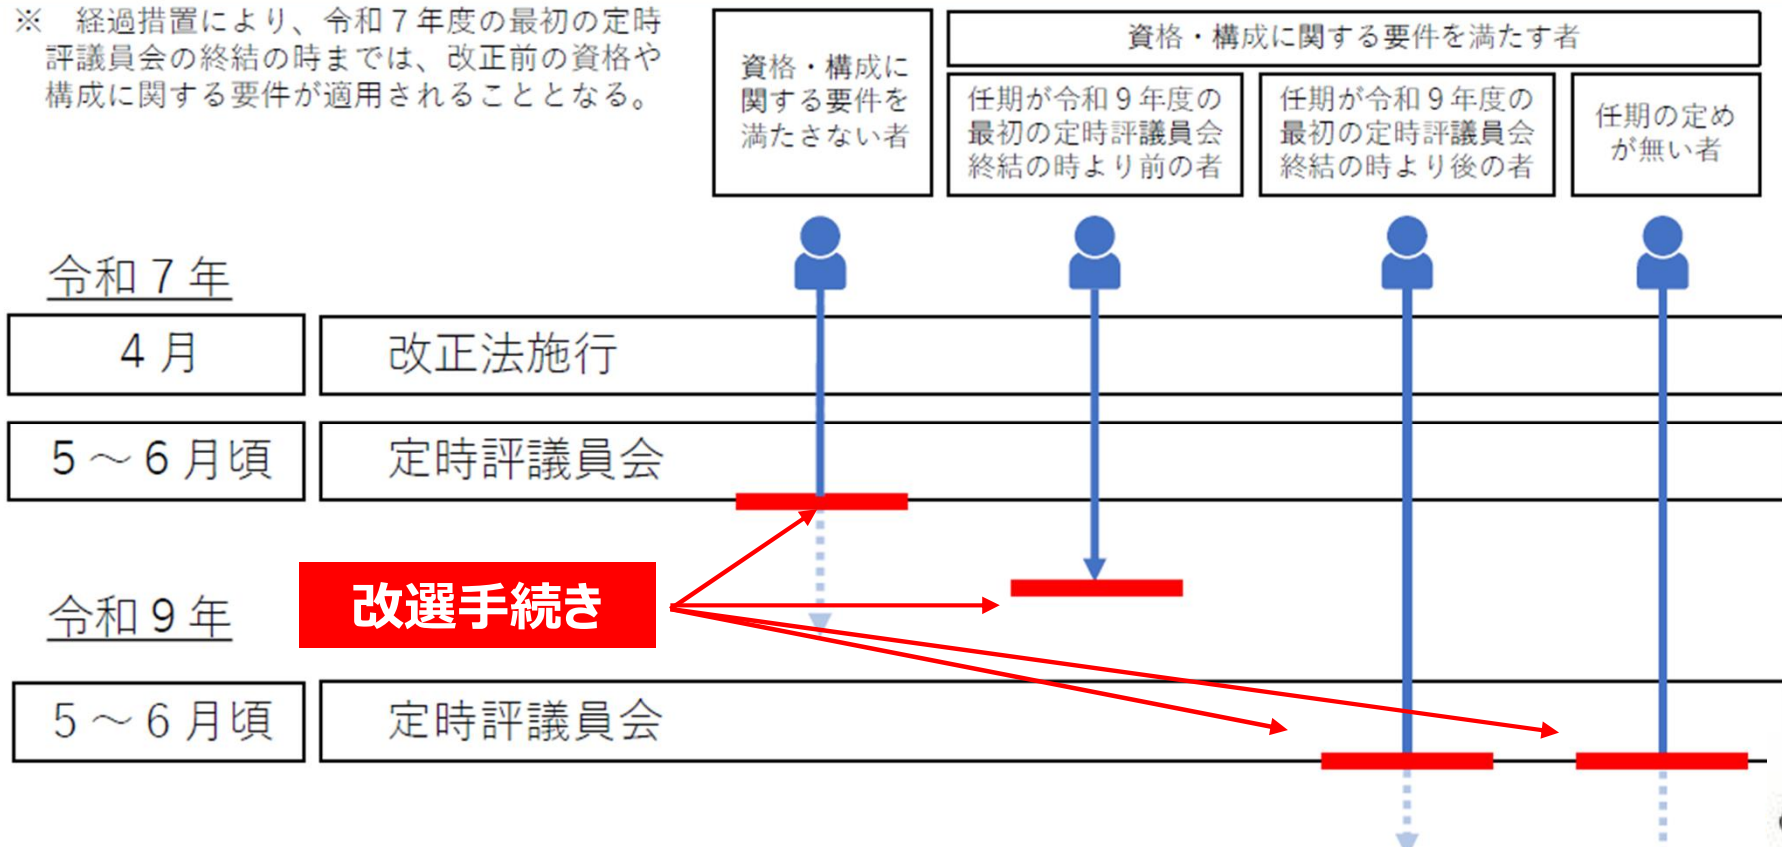 ※　経過措置により、令和７年度の最初の定時
評議員会の終結の時までは、改正前の資格や
構成に関する要件が適用されることとなる。
資格・構成に
関する要件を
満たさない者
資格・構成に関する要件を満たす者
任期が令和９年度の
最初の定時評議員会
終結の時より前の者
任期が令和９年度の
最初の定時評議員会
終結の時より後の者
任期の定め
が無い者
令和７年
４月
改正法施行
５～６月頃
定時評議員会
改選手続き
令和９年
５～６月頃
定時評議員会